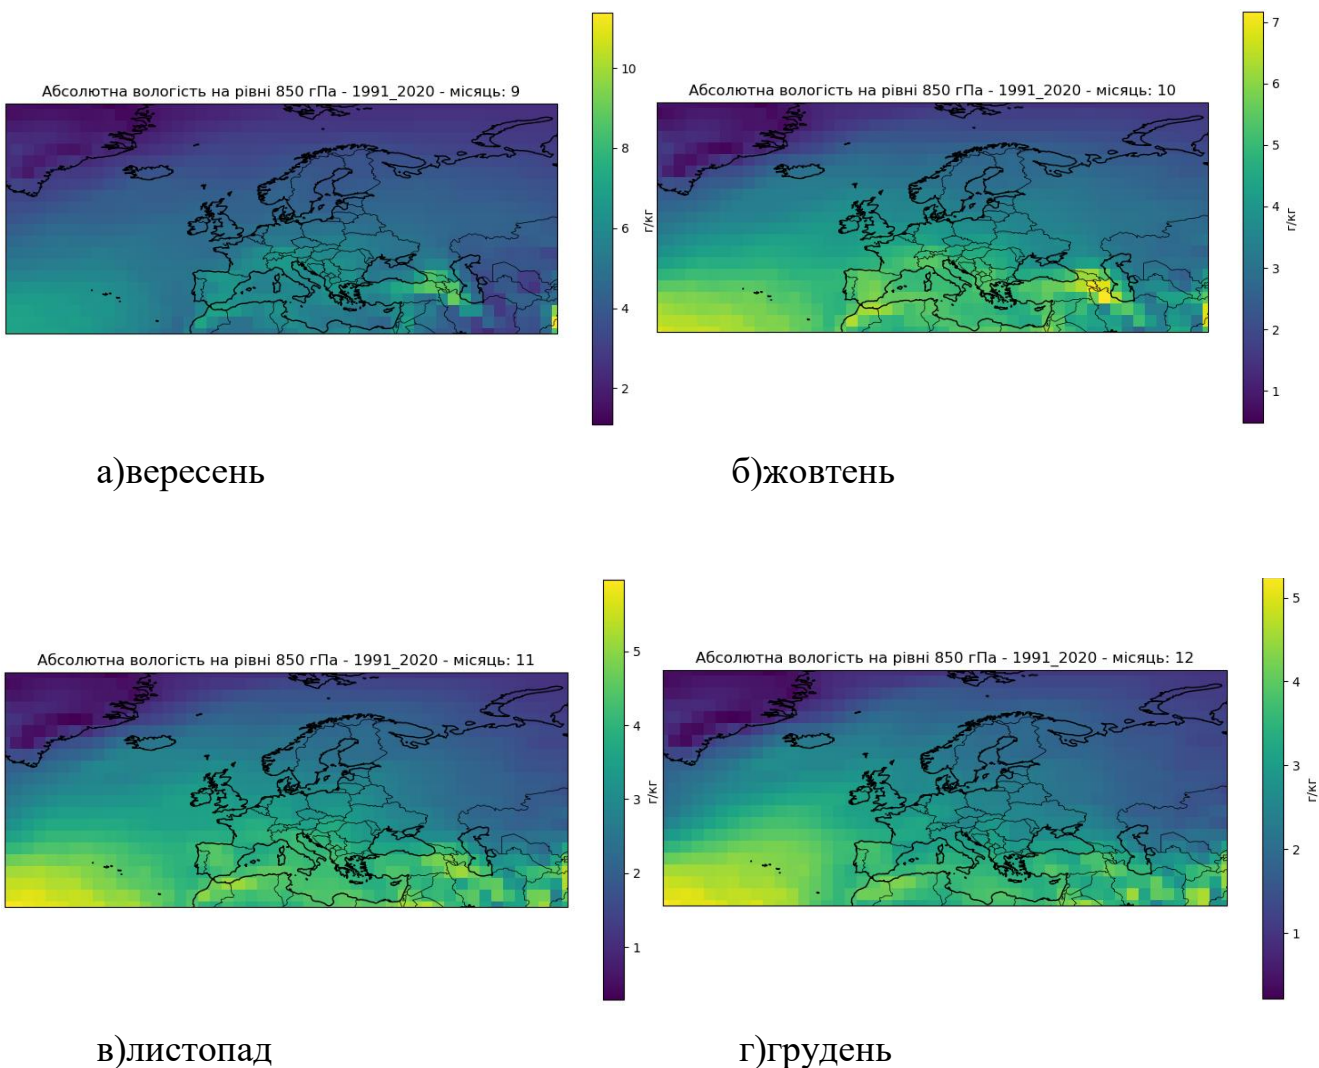 Абсолютна вологість на рівні 850 гПа - 1991_2020 - місяць: 9
10
8
6
4
2
г/кг
а)вересень
Абсолютна вологість на рівні 850 гПа - 1991_2020 - місяць: 10
7
6
5
4
3
2
1
г/кг
б)жовтень
Абсолютна вологість на рівні 850 гПа - 1991_2020 - місяць: 11
5
4
3
2
1
г/кг
в)листопад
Абсолютна вологість на рівні 850 гПа - 1991_2020 - місяць: 12
5
4
3
2
1
г/кг
г)грудень